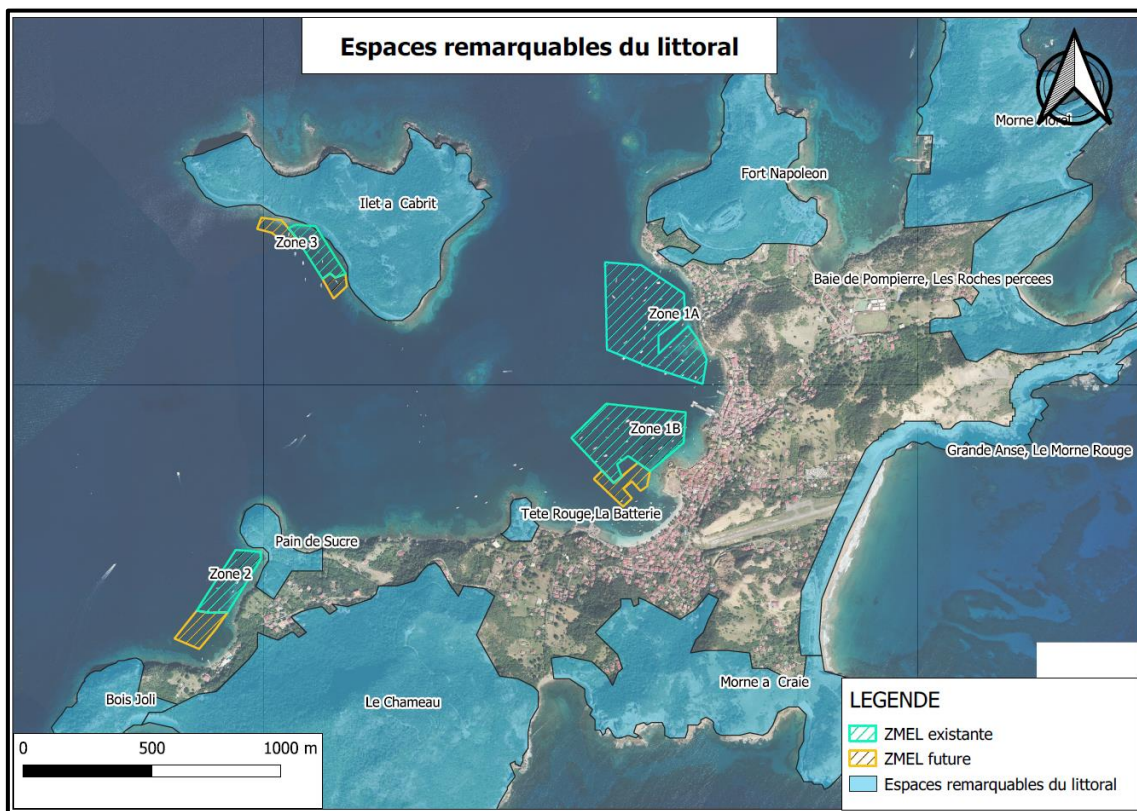 Espaces remarquables du littoral
Morne Morel
Fort Napoleon
Ilet a Cabrit
Zone 3
Baie de Pompierre, Les Roches percees
Zone 1A
Zone 1B
Grande Anse, Le Morne Rouge
Tete Rouge,La Batterie
Pain de Sucre
Zone 2
Morne a Craie
Bois Joli
Le Chameau
LEGENDE
ZMEL existante
ZMEL future
Espaces remarquables du littoral
0 500 1000 m